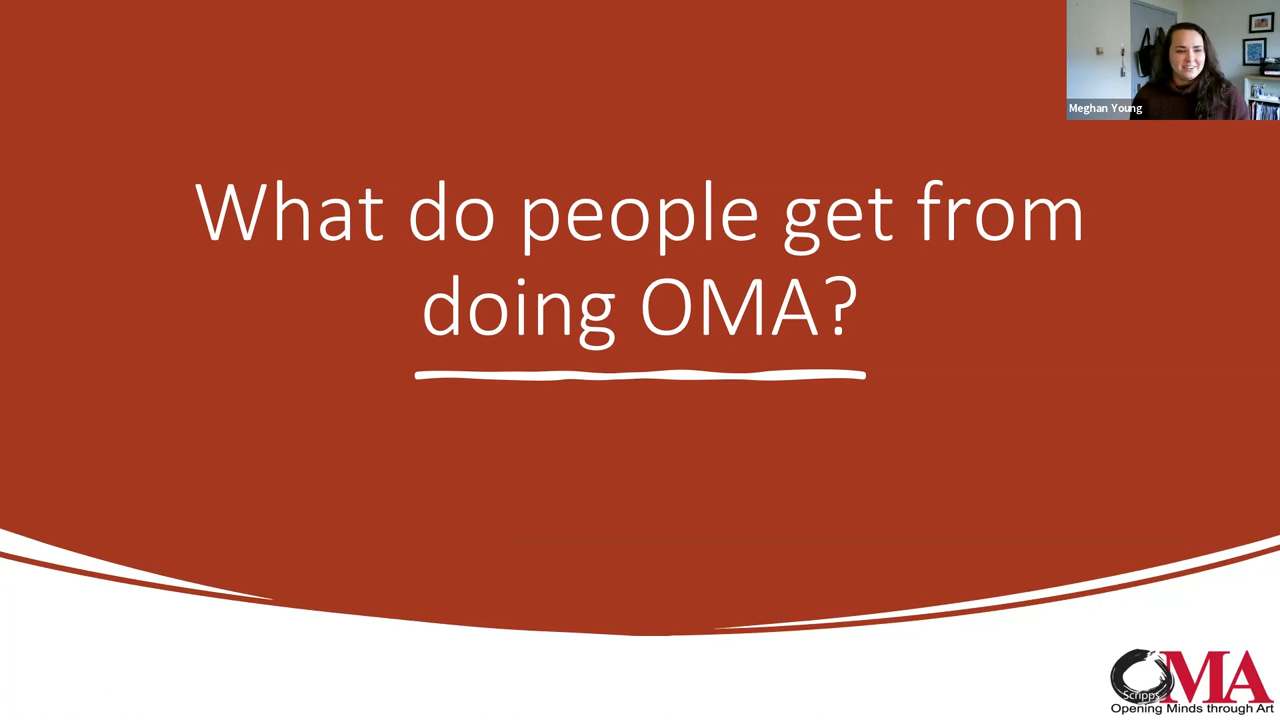 Meghan Young
What do people get from
doing OMA?
OMA
Scripps
Opening Minds through Art